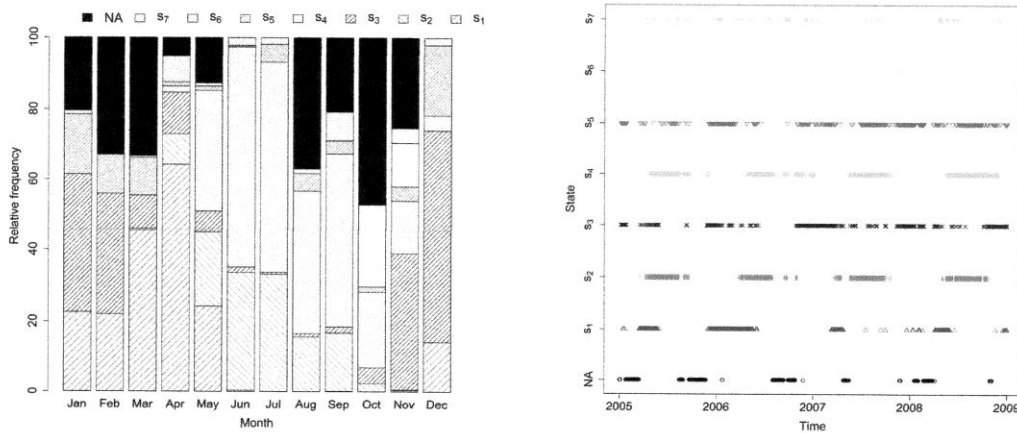 NA S7 S6 S5 S4 S3 S2 S1
100
80
60
40
20
0
Relative frequency
Jan Feb Mar Apr May Jun Jul Aug Sep Oct Nov Dec
Month
S7
S6
S5
S4
S3
S2
S1
NA
State
2005 2006 2007 2008 2009
Time